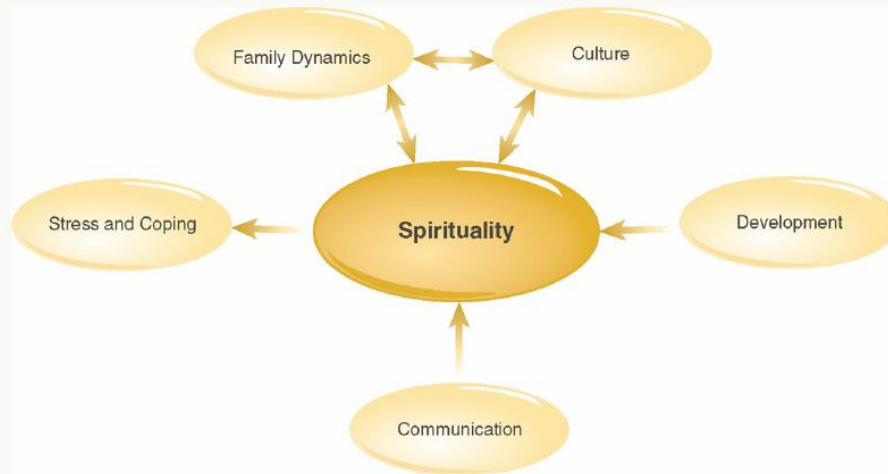 Family Dynamics
Culture
Stress and Coping
Spirituality
Development
Communication